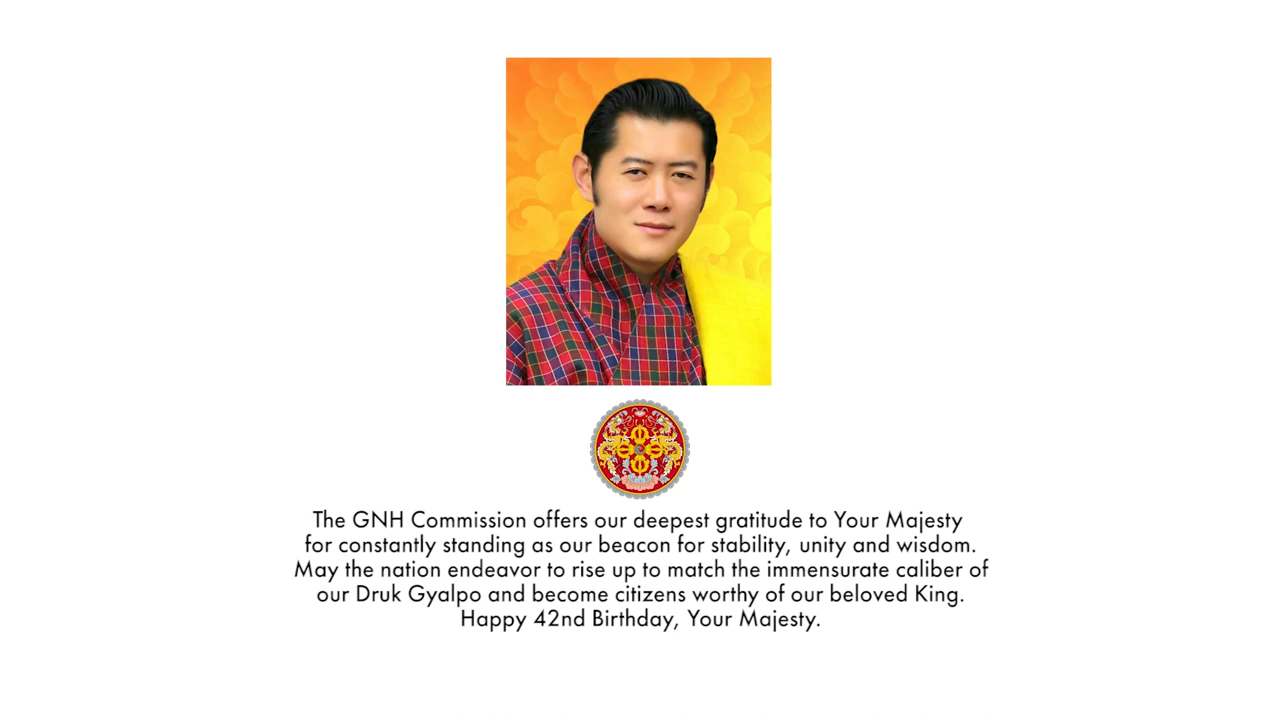 The GNH Commission offers our deepest gratitude to Your Majesty
for constantly standing as our beacon for stability, unity and wisdom.
May the nation endeavor to rise up to match the immensurate caliber of
our Druk Gyalpo and become citizens worthy of our beloved King.
Happy 42nd Birthday, Your Majesty.